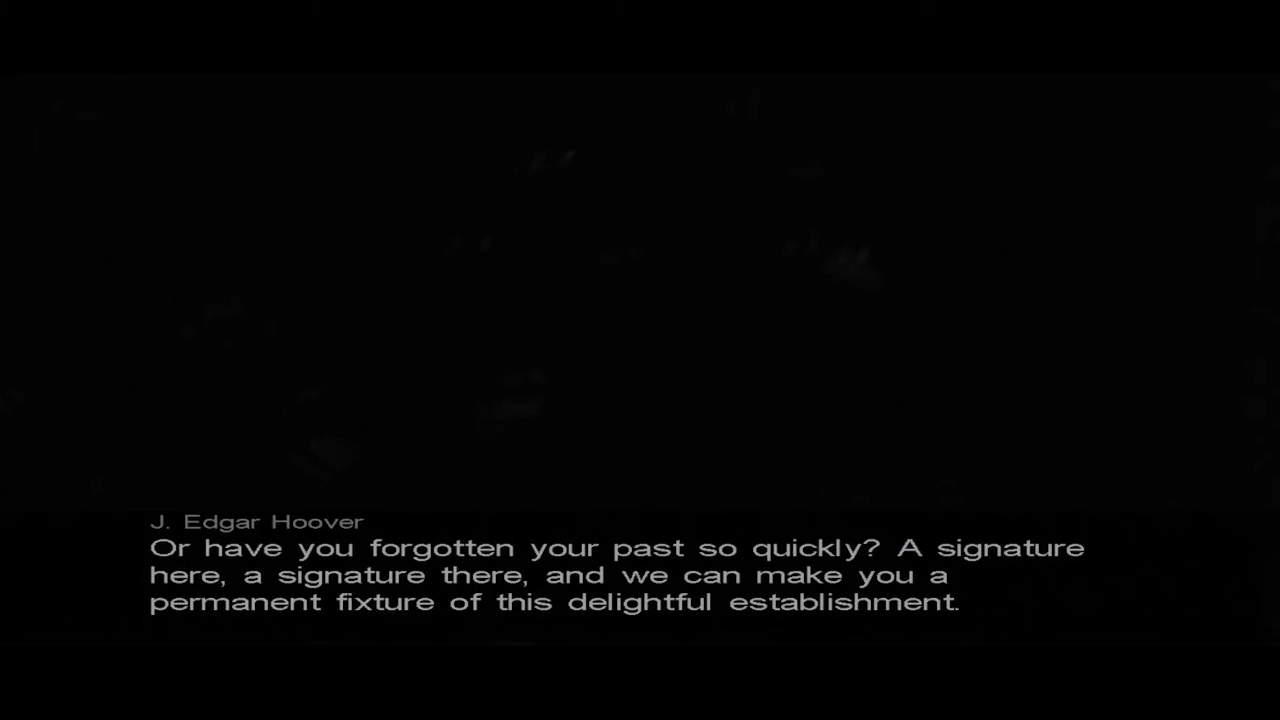 J. Edgar Hoover
Or have you forgotten your past so quickly? A signature
here, a signature there, and we can make you a
permanent fixture of this delightful establishment.